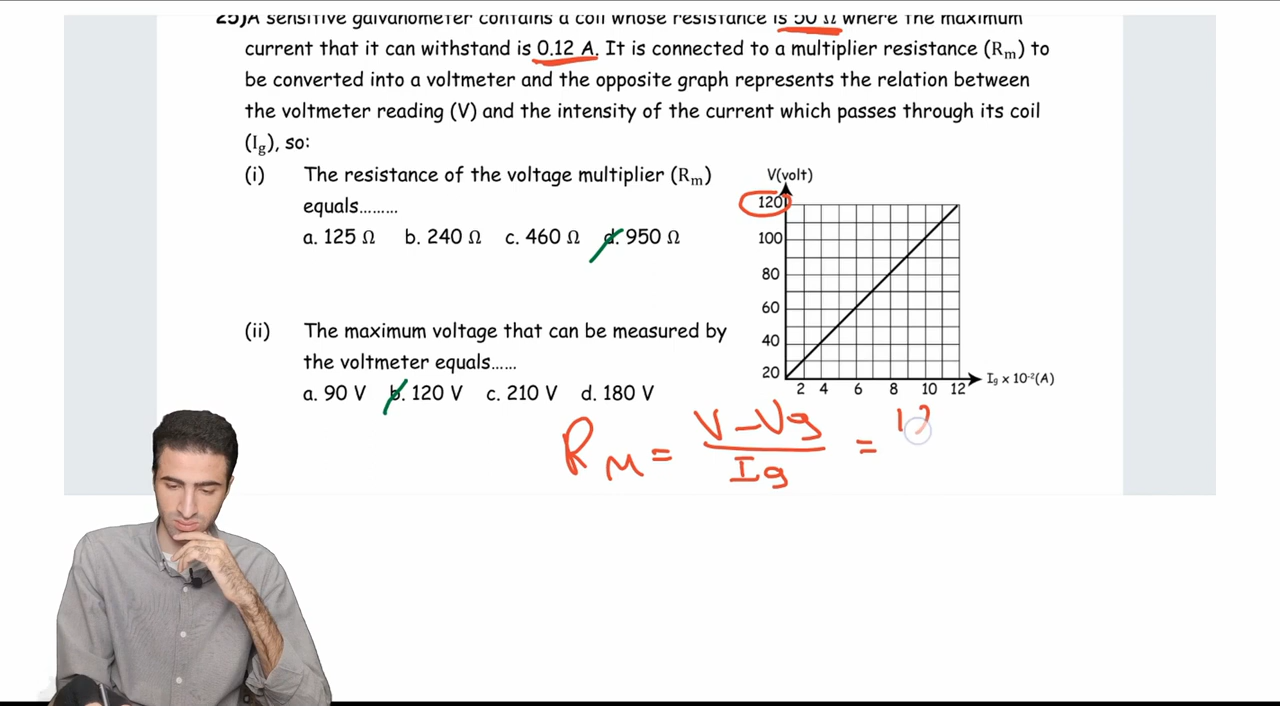 25)A sensitive galvanometer contains a coil whose resistance is 50 Ω where the maximum
current that it can withstand is 0.12 A. It is connected to a multiplier resistance (Rm) to
be converted into a voltmeter and the opposite graph represents the relation between
the voltmeter reading (V) and the intensity of the current which passes through its coil
(Ig), so:
(i) The resistance of the voltage multiplier (Rm)
equals.........
a. 125 Ω b. 240 Ω c. 460 Ω d. 950 Ω
(ii) The maximum voltage that can be measured by
the voltmeter equals......
a. 90 V b. 120 V c. 210 V d. 180 V
V(volt)
120
100
80
60
40
20
2 4 6 8 10 12 Ig x 10-2(A)
RM = V - Vg / Ig = 12